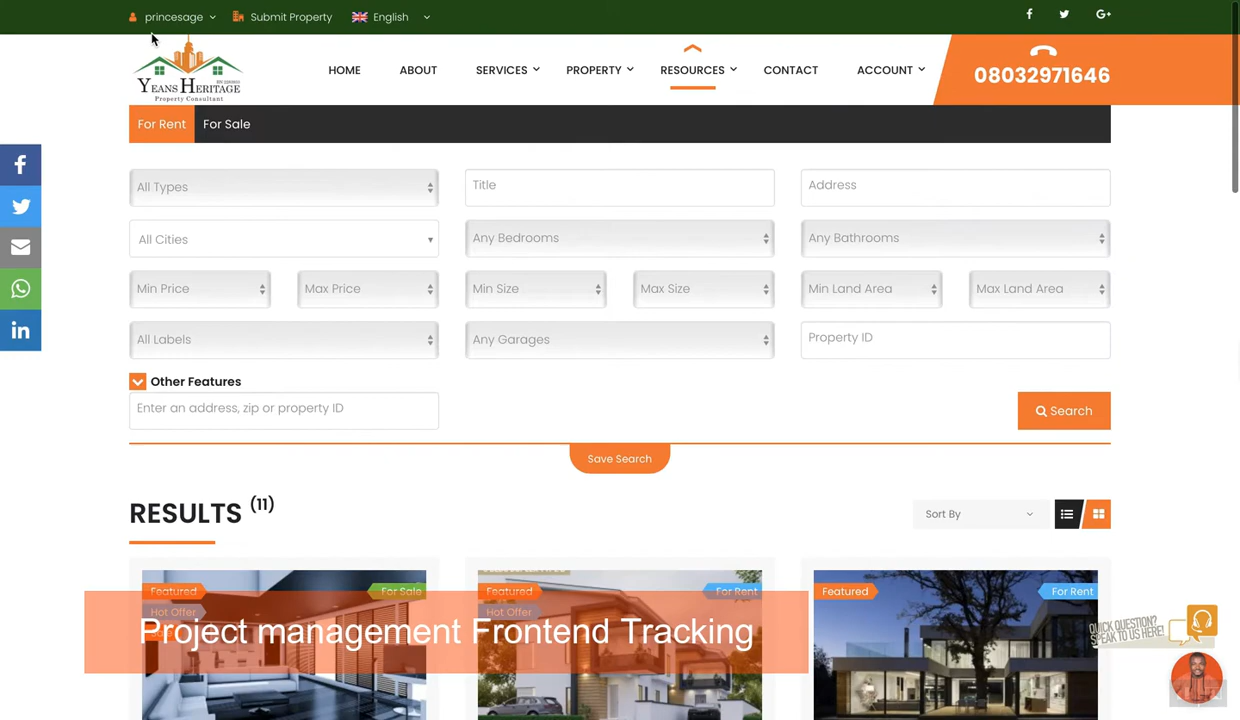 princesage
Submit Property
English
G+
YEANS HERITAGE
Property Consultant
HOME
ABOUT
SERVICES
PROPERTY
RESOURCES
CONTACT
ACCOUNT
08032971646
For Rent
For Sale
All Types
Title
Address
All Cities
Any Bedrooms
Any Bathrooms
Min Price
Max Price
Min Size
Max Size
Min Land Area
Max Land Area
All Labels
Any Garages
Property ID
Other Features
Enter an address, zip or property ID
Search
Save Search
RESULTS (11)
Sort By
Featured
For Sale
Hot Offer
Featured
For Rent
Hot Offer
Featured
For Rent
Project management Frontend Tracking
QUICK QUESTION?
SPEAK TO US HERE!